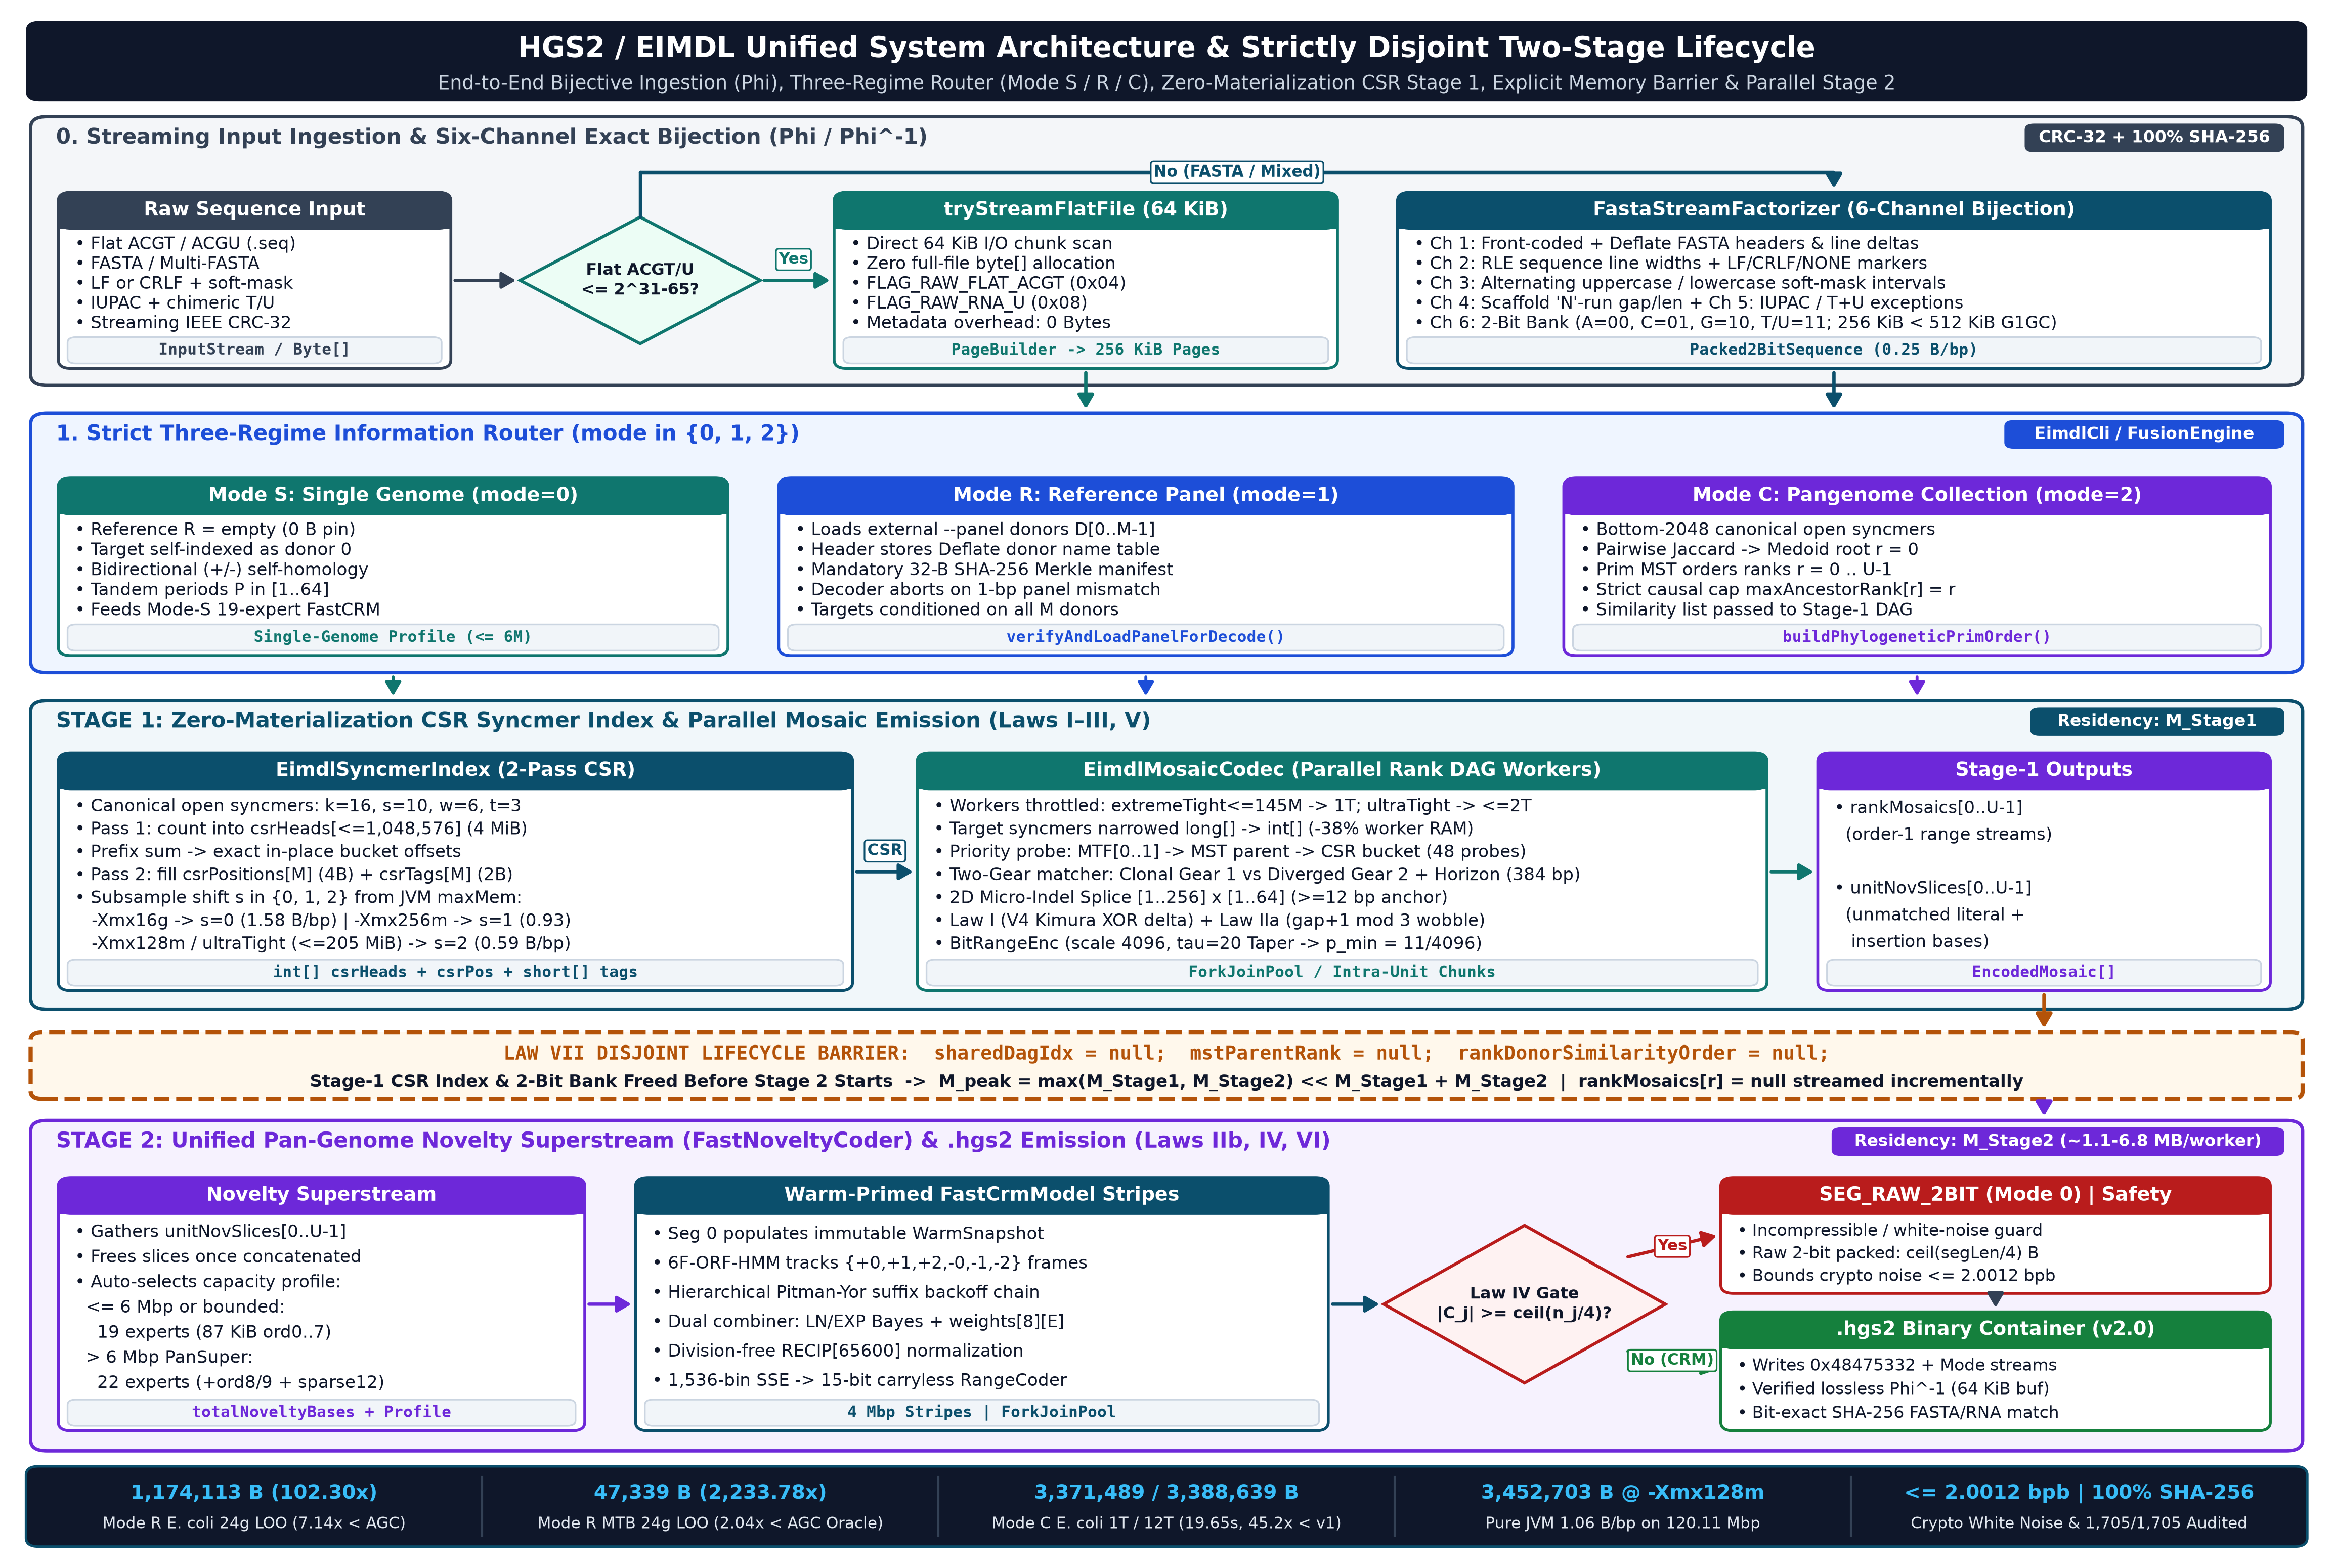 HGS2 / EIMDL Unified System Architecture & Strictly Disjoint Two-Stage Lifecycle
End-to-End Bijective Ingestion (Phi), Three-Regime Router (Mode S / R / C), Zero-Materialization CSR Stage 1, Explicit Memory Barrier & Parallel Stage 2
0. Streaming Input Ingestion & Six-Channel Exact Bijection (Phi / Phi^-1)
CRC-32 + 100% SHA-256
No (FASTA / Mixed)
Raw Sequence Input
• Flat ACGT / ACGU (.seq)
• FASTA / Multi-FASTA
• LF or CRLF + soft-mask
• IUPAC + chimeric T/U
• Streaming IEEE CRC-32
InputStream / Byte[]
Flat ACGT/U
<= 2^31-65?
Yes
tryStreamFlatFile (64 KiB)
• Direct 64 KiB I/O chunk scan
• Zero full-file byte[] allocation
• FLAG_RAW_FLAT_ACGT (0x04)
• FLAG_RAW_RNA_U (0x08)
• Metadata overhead: 0 Bytes
PageBuilder -> 256 KiB Pages
FastaStreamFactorizer (6-Channel Bijection)
• Ch 1: Front-coded + Deflate FASTA headers & line deltas
• Ch 2: RLE sequence line widths + LF/CRLF/NONE markers
• Ch 3: Alternating uppercase / lowercase soft-mask intervals
• Ch 4: Scaffold 'N'-run gap/len + Ch 5: IUPAC / T+U exceptions
• Ch 6: 2-Bit Bank (A=00, C=01, G=10, T/U=11; 256 KiB < 512 KiB G1GC)
Packed2BitSequence (0.25 B/bp)
1. Strict Three-Regime Information Router (mode in {0, 1, 2})
EimdlCli / FusionEngine
Mode S: Single Genome (mode=0)
• Reference R = empty (0 B pin)
• Target self-indexed as donor 0
• Bidirectional (+/-) self-homology
• Tandem periods P in [1..64]
• Feeds Mode-S 19-expert FastCRM
Single-Genome Profile (<= 6M)
Mode R: Reference Panel (mode=1)
• Loads external --panel donors D[0..M-1]
• Header stores Deflate donor name table
• Mandatory 32-B SHA-256 Merkle manifest
• Decoder aborts on 1-bp panel mismatch
• Targets conditioned on all M donors
verifyAndLoadPanelForDecode()
Mode C: Pangenome Collection (mode=2)
• Bottom-2048 canonical open syncmers
• Pairwise Jaccard -> Medoid root r = 0
• Prim MST orders ranks r = 0 .. U-1
• Strict causal cap maxAncestorRank[r] = r
• Similarity list passed to Stage-1 DAG
buildPhylogeneticPrimOrder()
STAGE 1: Zero-Materialization CSR Syncmer Index & Parallel Mosaic Emission (Laws I–III, V)
Residency: M_Stage1
EimdlSyncmerIndex (2-Pass CSR)
• Canonical open syncmers: k=16, s=10, w=6, t=3
• Pass 1: count into csrHeads[<=1,048,576] (4 MiB)
• Prefix sum -> exact in-place bucket offsets
• Pass 2: fill csrPositions[M] (4B) + csrTags[M] (2B)
• Subsample shift s in {0, 1, 2} from JVM maxMem:
-Xmx16g -> s=0 (1.58 B/bp) | -Xmx256m -> s=1 (0.93)
-Xmx128m / ultraTight (<=205 MiB) -> s=2 (0.59 B/bp)
int[] csrHeads + csrPos + short[] tags
CSR
EimdlMosaicCodec (Parallel Rank DAG Workers)
• Workers throttled: extremeTight<=145M -> 1T; ultraTight -> <=2T
• Target syncmers narrowed long[] -> int[] (-38% worker RAM)
• Priority probe: MTF[0..1] -> MST parent -> CSR bucket (48 probes)
• Two-Gear matcher: Clonal Gear 1 vs Diverged Gear 2 + Horizon (384 bp)
• 2D Micro-Indel Splice [1..256] x [1..64] (>=12 bp anchor)
• Law I (V4 Kimura XOR delta) + Law IIa (gap+1 mod 3 wobble)
• BitRangeEnc (scale 4096, tau=20 Taper -> p_min = 11/4096)
ForkJoinPool / Intra-Unit Chunks
Stage-1 Outputs
• rankMosaics[0..U-1]
(order-1 range streams)
• unitNovSlices[0..U-1]
(unmatched literal +
insertion bases)
EncodedMosaic[]
LAW VII DISJOINT LIFECYCLE BARRIER: sharedDagIdx = null; mstParentRank = null; rankDonorSimilarityOrder = null;
Stage-1 CSR Index & 2-Bit Bank Freed Before Stage 2 Starts -> M_peak = max(M_Stage1, M_Stage2) << M_Stage1 + M_Stage2 | rankMosaics[r] = null streamed incrementally
STAGE 2: Unified Pan-Genome Novelty Superstream (FastNoveltyCoder) & .hgs2 Emission (Laws IIb, IV, VI)
Residency: M_Stage2 (~1.1-6.8 MB/worker)
Novelty Superstream
• Gathers unitNovSlices[0..U-1]
• Frees slices once concatenated
• Auto-selects capacity profile:
<= 6 Mbp or bounded:
19 experts (87 KiB ord0..7)
> 6 Mbp PanSuper:
22 experts (+ord8/9 + sparse12)
totalNoveltyBases + Profile
Warm-Primed FastCrmModel Stripes
• Seg 0 populates immutable WarmSnapshot
• 6F-ORF-HMM tracks {+0,+1,+2,-0,-1,-2} frames
• Hierarchical Pitman-Yor suffix backoff chain
• Dual combiner: LN/EXP Bayes + weights[8][E]
• Division-free RECIP[65600] normalization
• 1,536-bin SSE -> 15-bit carryless RangeCoder
4 Mbp Stripes | ForkJoinPool
Law IV Gate
|C_j| >= ceil(n_j/4)?
Yes
No (CRM)
SEG_RAW_2BIT (Mode 0) | Safety
• Incompressible / white-noise guard
• Raw 2-bit packed: ceil(segLen/4) B
• Bounds crypto noise <= 2.0012 bpb
.hgs2 Binary Container (v2.0)
• Writes 0x48475332 + Mode streams
• Verified lossless Phi^-1 (64 KiB buf)
• Bit-exact SHA-256 FASTA/RNA match
1,174,113 B (102.30x)
Mode R E. coli 24g LOO (7.14x < AGC)
47,339 B (2,233.78x)
Mode R MTB 24g LOO (2.04x < AGC Oracle)
3,371,489 / 3,388,639 B
Mode C E. coli 1T / 12T (19.65s, 45.2x < v1)
3,452,703 B @ -Xmx128m
Pure JVM 1.06 B/bp on 120.11 Mbp
<= 2.0012 bpb | 100% SHA-256
Crypto White Noise & 1,705/1,705 Audited